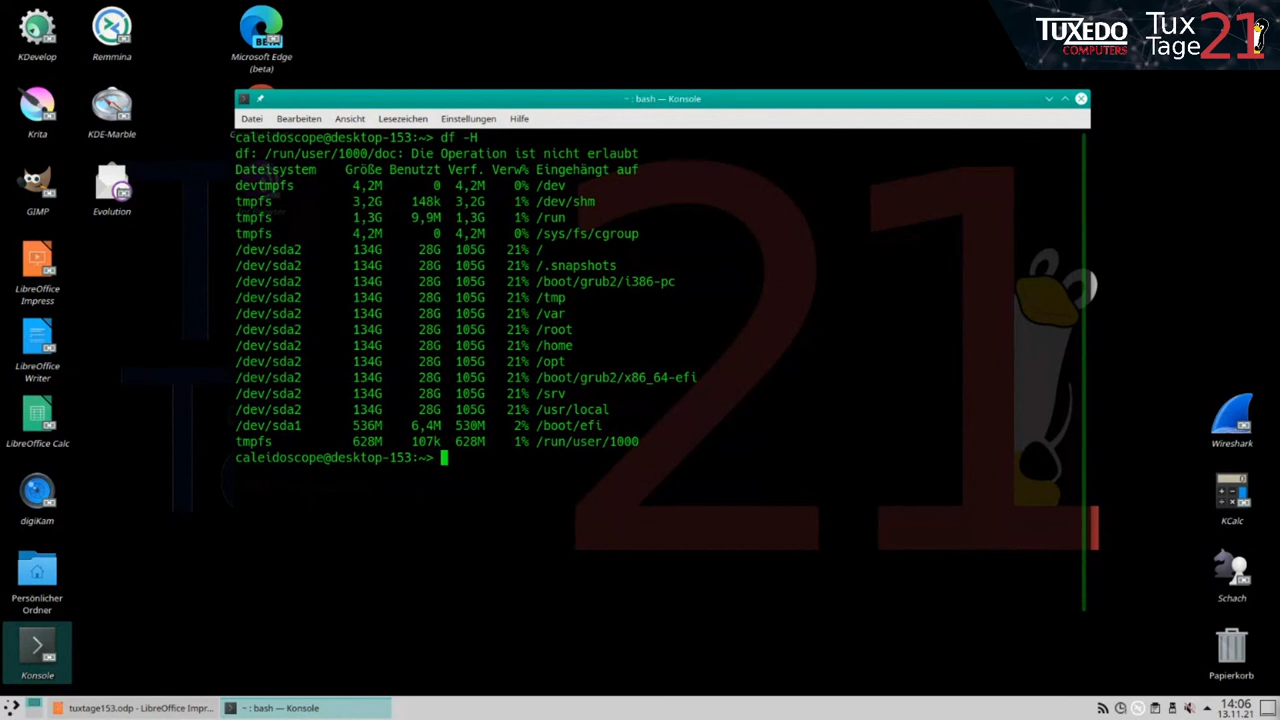 KDevelop
Remmina
Microsoft Edge
(beta)
TUXEDO
COMPUTERS
Tux
Tage
21
Krita
KDE-Marble
GIMP
Evolution
LibreOffice
Impress
LibreOffice
Writer
LibreOffice Calc
digiKam
Persönlicher
Ordner
Konsole
~ : bash — Konsole
Datei Bearbeiten Ansicht Lesezeichen Einstellungen Hilfe
caleidoscope@desktop-153:~> df -H
df: /run/user/1000/doc: Die Operation ist nicht erlaubt
Dateisystem Größe Benutzt Verf. Verw% Eingehängt auf
devtmpfs 4,2M 0 4,2M 0% /dev
tmpfs 3,2G 148k 3,2G 1% /dev/shm
tmpfs 1,3G 9,9M 1,3G 1% /run
tmpfs 4,2M 0 4,2M 0% /sys/fs/cgroup
/dev/sda2 134G 28G 105G 21% /
/dev/sda2 134G 28G 105G 21% /.snapshots
/dev/sda2 134G 28G 105G 21% /boot/grub2/i386-pc
/dev/sda2 134G 28G 105G 21% /tmp
/dev/sda2 134G 28G 105G 21% /var
/dev/sda2 134G 28G 105G 21% /root
/dev/sda2 134G 28G 105G 21% /home
/dev/sda2 134G 28G 105G 21% /opt
/dev/sda2 134G 28G 105G 21% /boot/grub2/x86_64-efi
/dev/sda2 134G 28G 105G 21% /srv
/dev/sda2 134G 28G 105G 21% /usr/local
/dev/sda1 536M 6,4M 530M 2% /boot/efi
tmpfs 628M 107k 628M 1% /run/user/1000
caleidoscope@desktop-153:~>
21
Wireshark
KCalc
Schach
Papierkorb
tuxtage153.odp - LibreOffice Impr...
~ : bash — Konsole
14:06
13.11.21